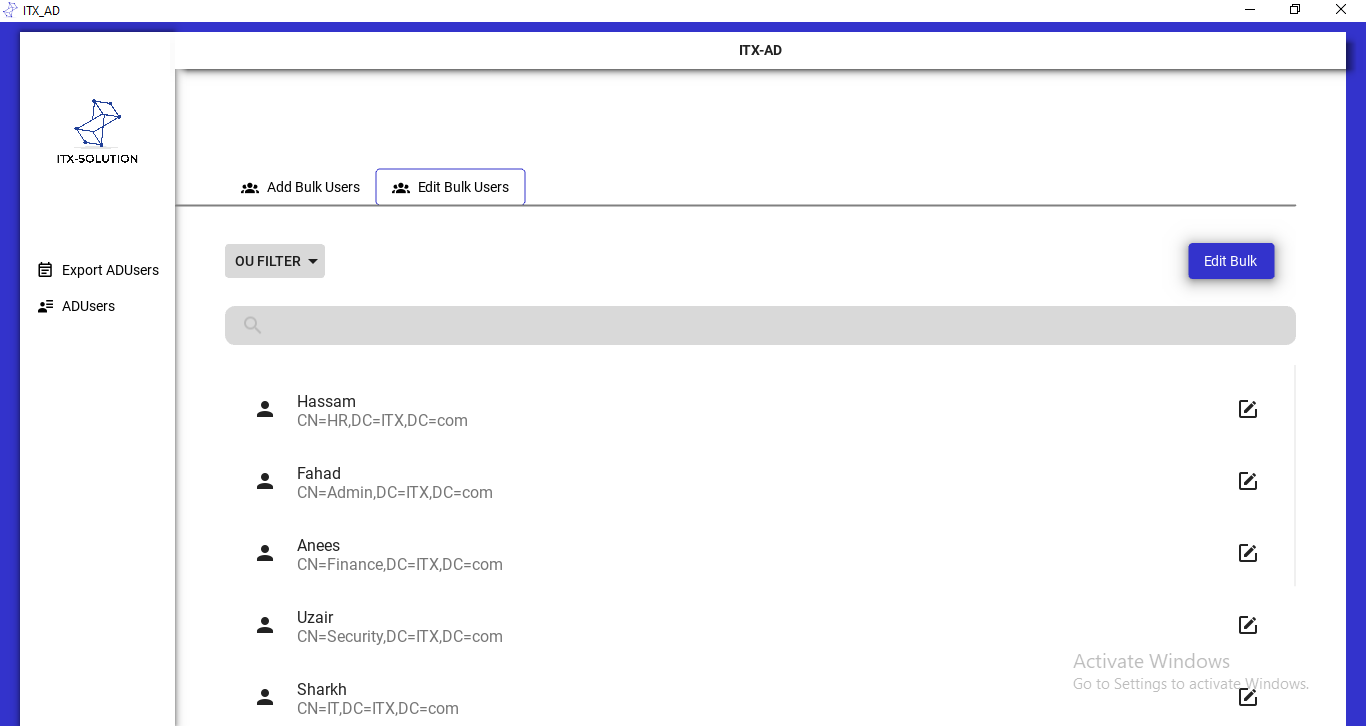 ITX_AD
ITX-AD
ITX-SOLUTION
Add Bulk Users
Edit Bulk Users
Export ADUsers
ADUsers
OU FILTER
Edit Bulk
Hassam
CN=HR,DC=ITX,DC=com
Fahad
CN=Admin,DC=ITX,DC=com
Anees
CN=Finance,DC=ITX,DC=com
Uzair
CN=Security,DC=ITX,DC=com
Sharkh
CN=IT,DC=ITX,DC=com
Activate Windows
Go to Settings to activate Windows.